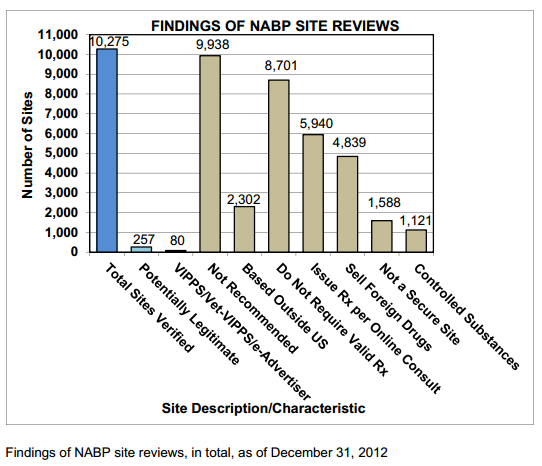 FINDINGS OF NABP SITE REVIEWS
11,000
10,000
9,000
8,000
7,000
6,000
5,000
4,000
3,000
2,000
1,000
0
Number of Sites
10,275
257
80
9,938
2,302
8,701
5,940
4,839
1,588
1,121
Total Sites Verified
Potentially Legitimate
VIPPS/Vet-VIPPS/e-Advertiser
Not Recommended
Based Outside US
Do Not Require Valid Rx
Issue Rx per Online Consult
Sell Foreign Drugs
Not a Secure Site
Controlled Substances
Site Description/Characteristic
Findings of NABP site reviews, in total, as of December 31, 2012